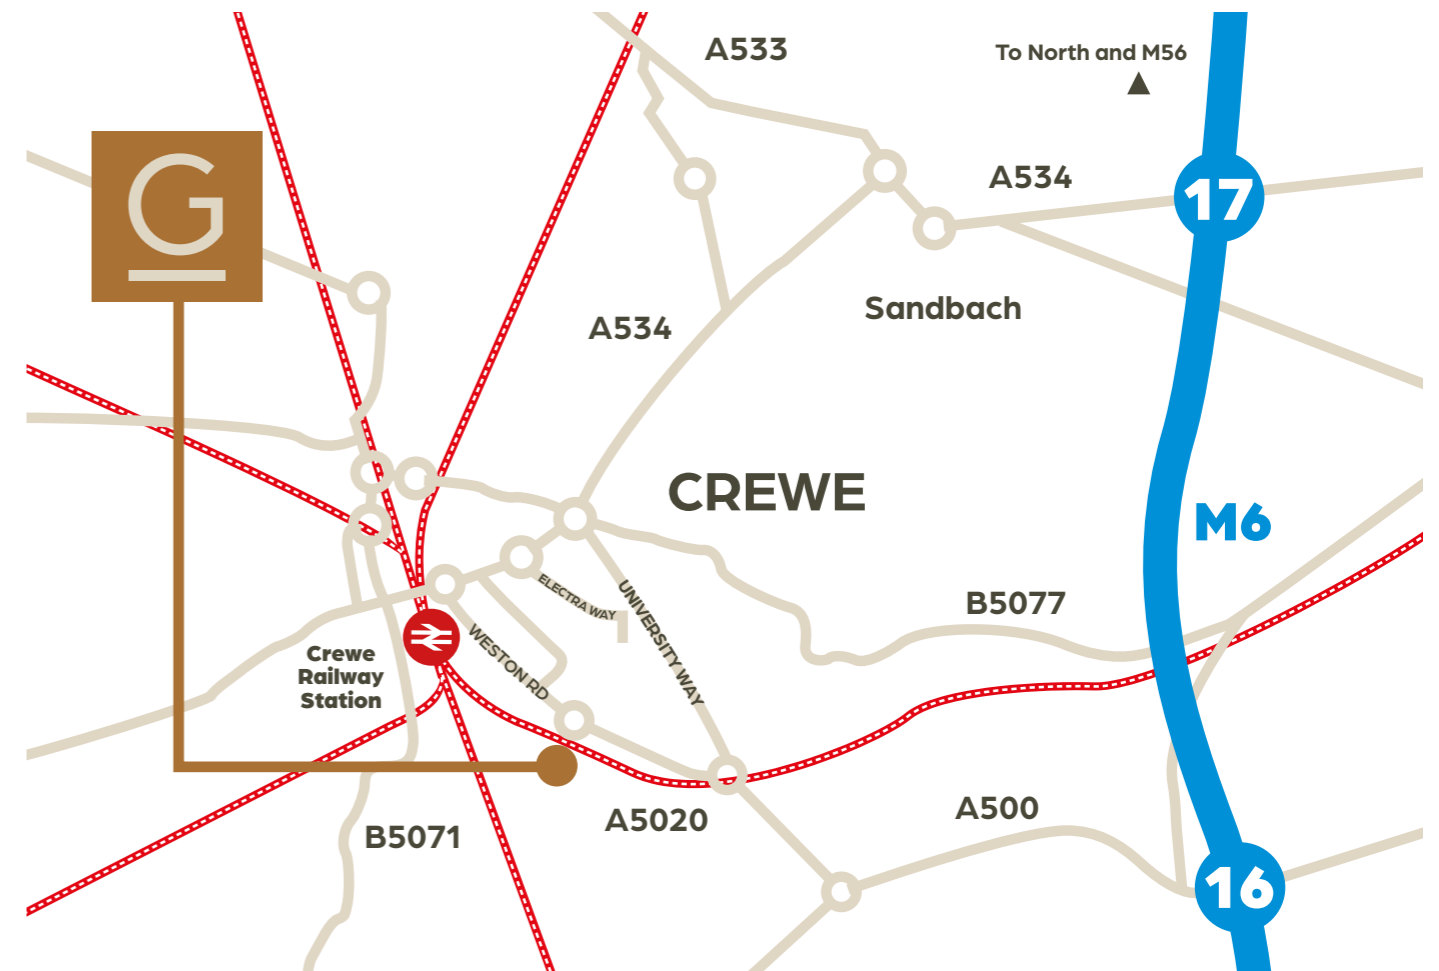 A533
To North and M56
G
A534
17
Sandbach
A534
CREWE
M6
ELECTRA WAY
UNIVERSITY WAY
B5077
WESTON RD
Crewe
Railway
Station
A500
A5020
B5071
16